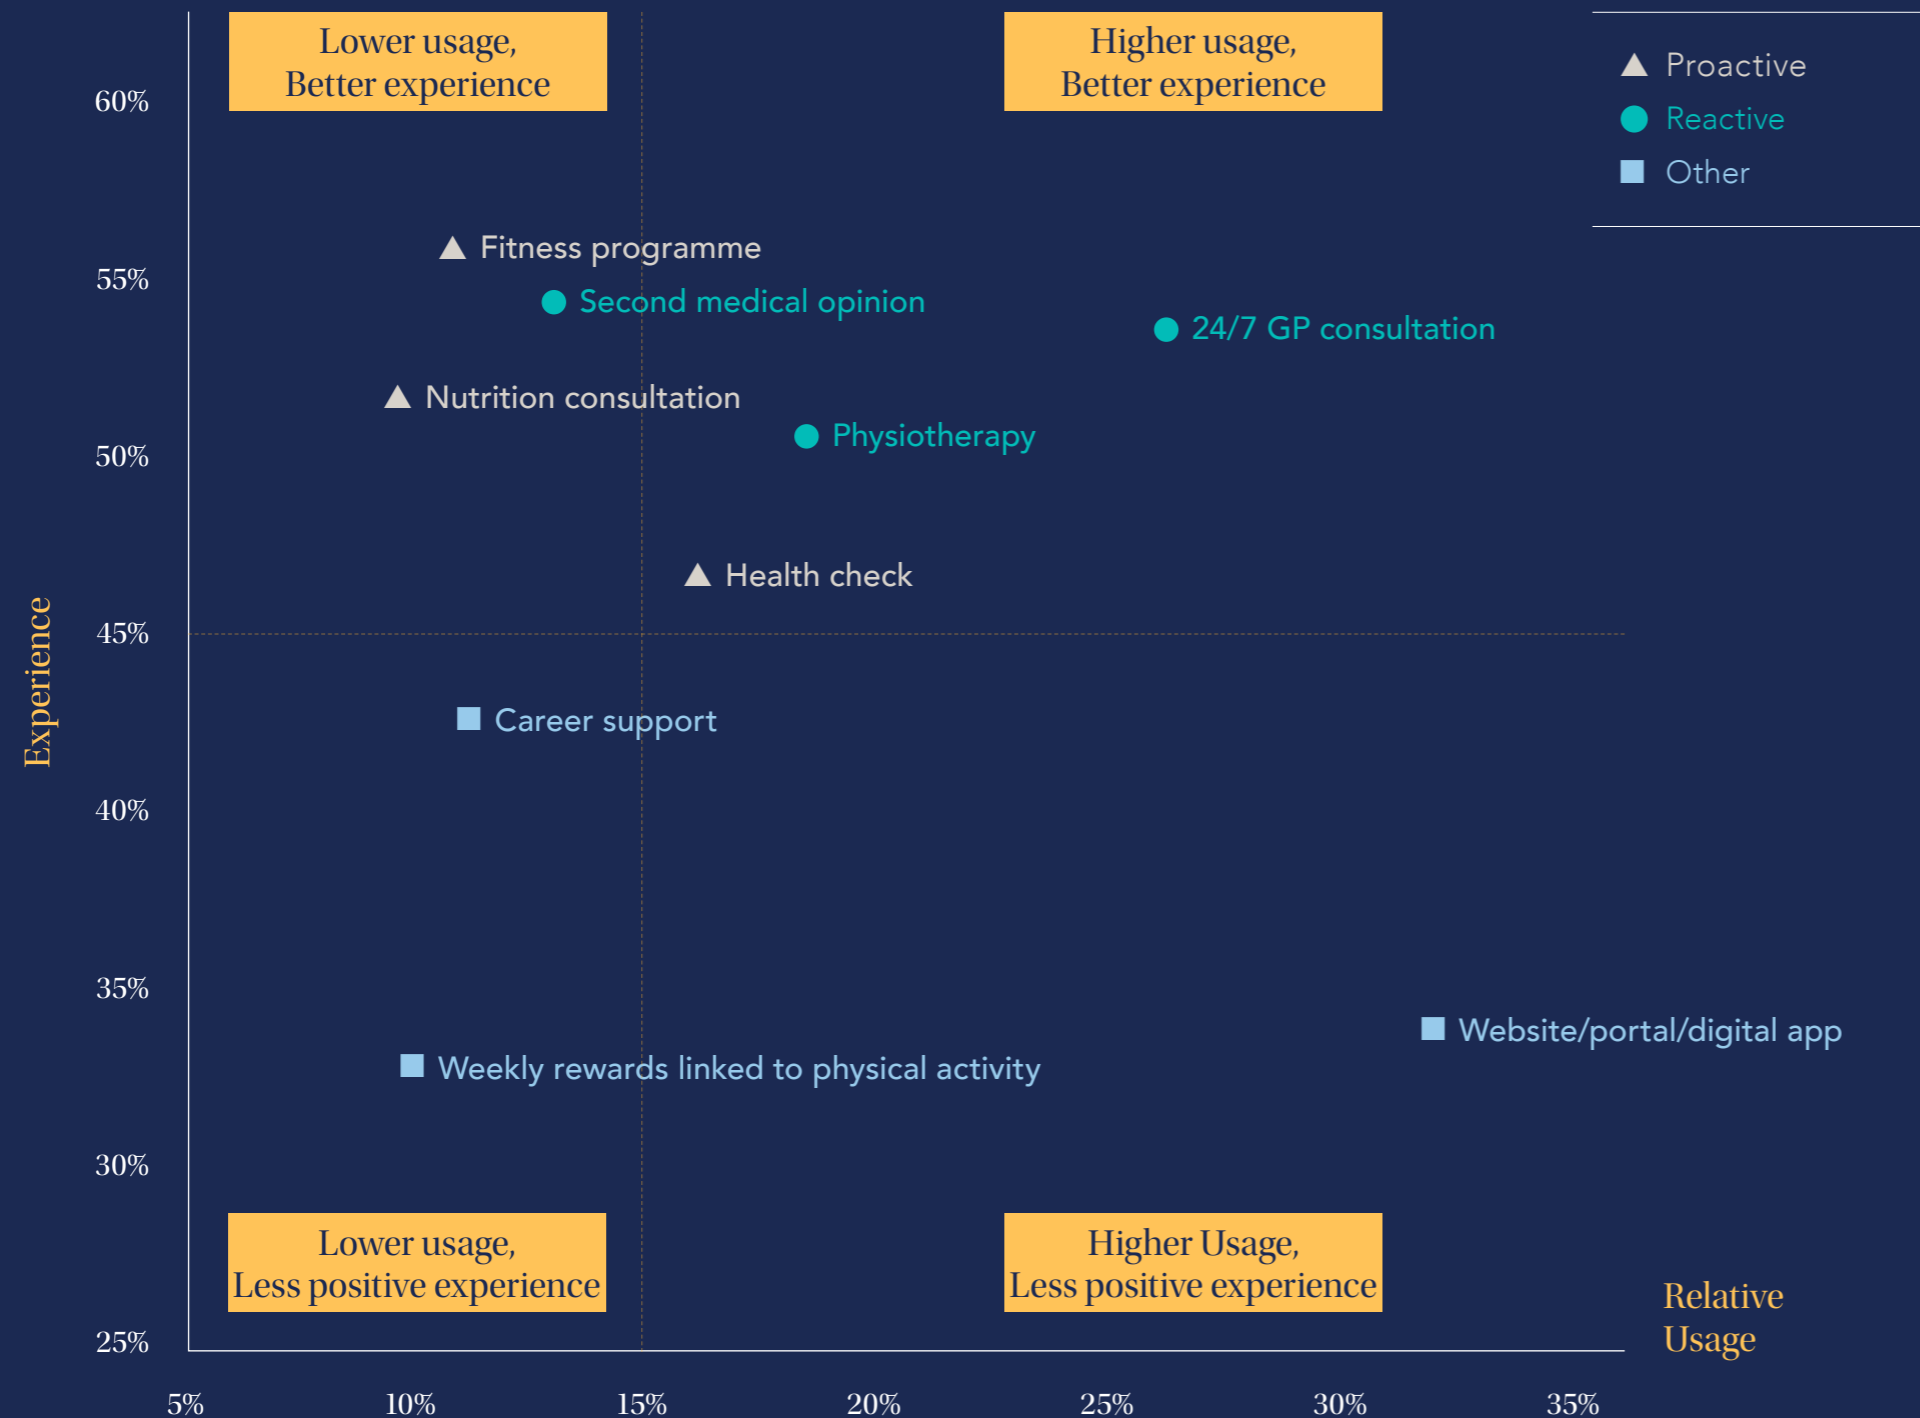 Lower usage,
Better experience
Higher usage,
Better experience
Proactive
Reactive
Other
60%
55%
50%
45%
40%
35%
30%
25%
Experience
Fitness programme
Second medical opinion
24/7 GP consultation
Nutrition consultation
Physiotherapy
Health check
Career support
Website/portal/digital app
Weekly rewards linked to physical activity
Lower usage,
Less positive experience
Higher Usage,
Less positive experience
Relative
Usage
5%
10%
15%
20%
25%
30%
35%